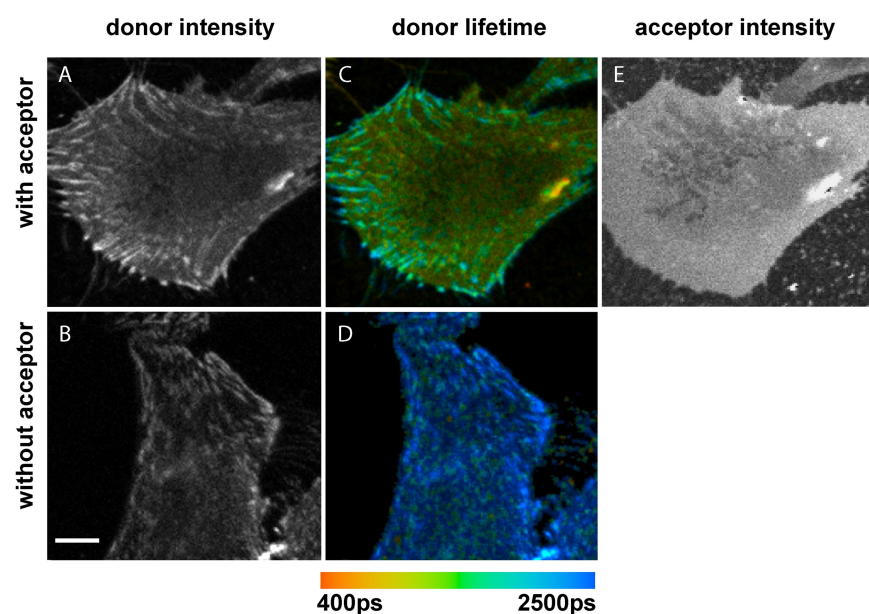 donor intensity donor lifetime acceptor intensity
with acceptor
A C E
without acceptor
B D
400ps 2500ps